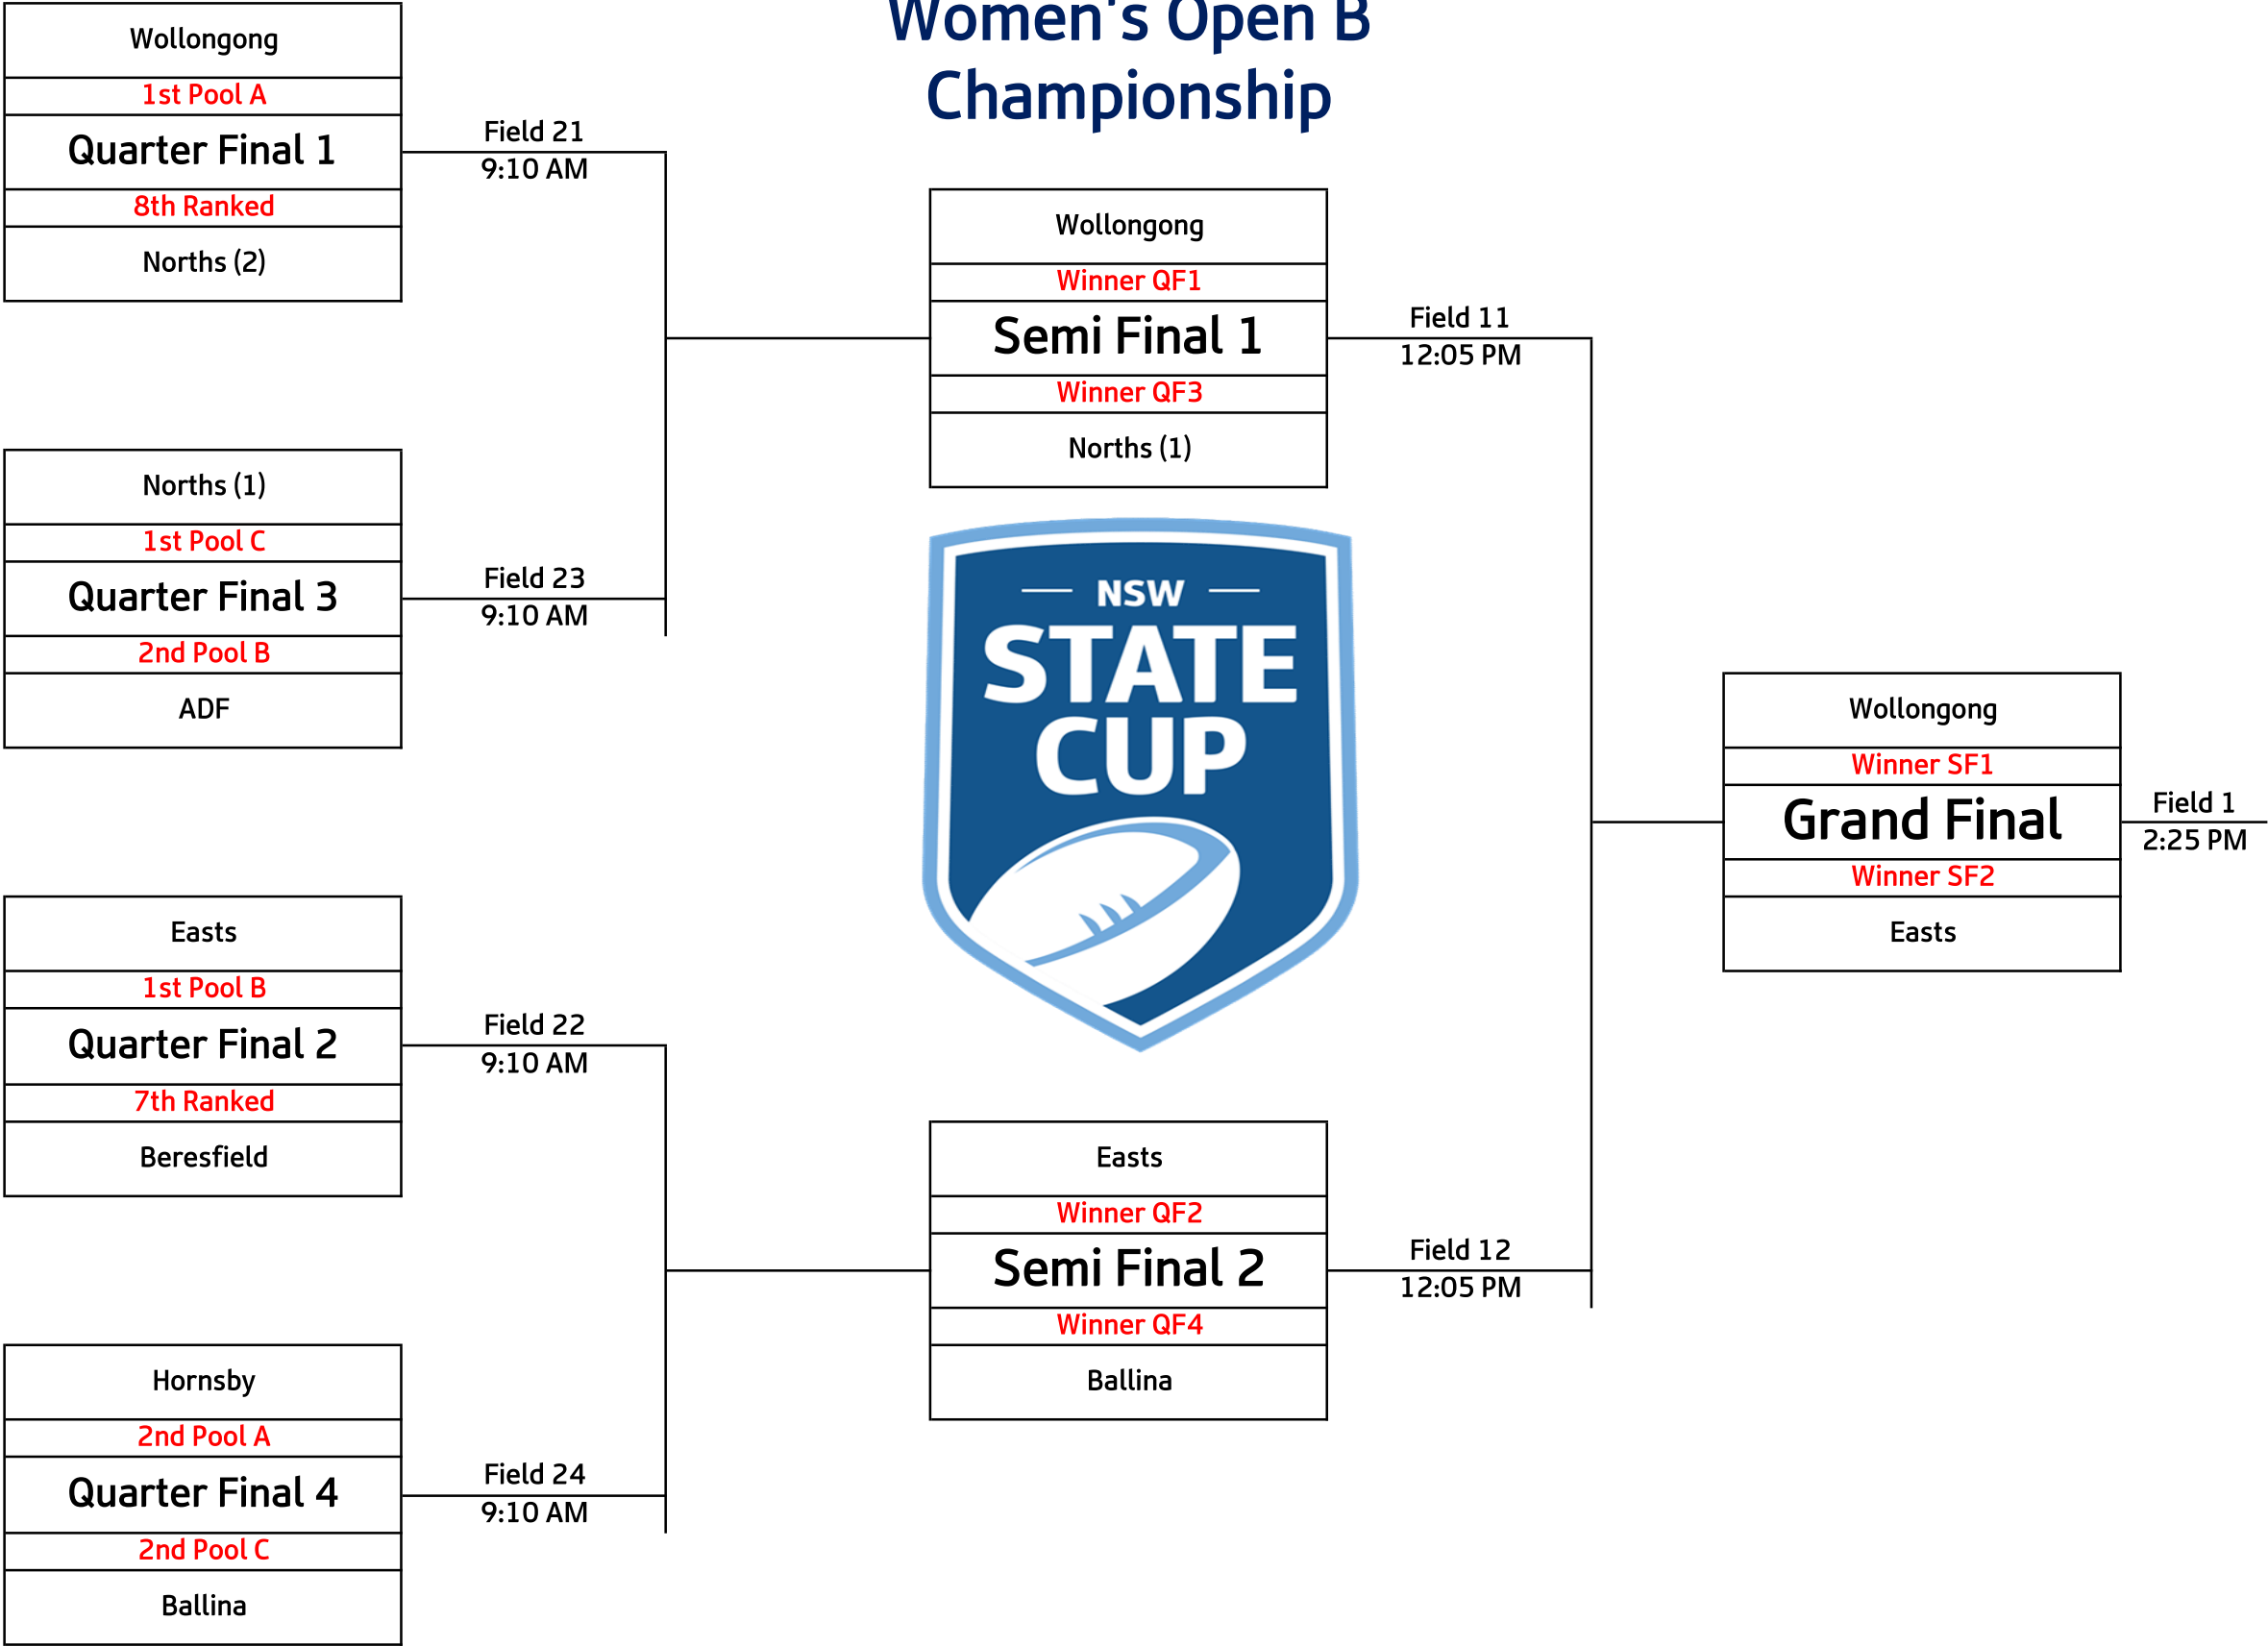 Women's Open B
Championship
Wollongong
1st Pool A
Quarter Final 1
8th Ranked
Norths (2)
Field 21
9:10 AM
Norths (1)
1st Pool C
Quarter Final 3
2nd Pool B
ADF
Field 23
9:10 AM
Easts
1st Pool B
Quarter Final 2
7th Ranked
Beresfield
Field 22
9:10 AM
Hornsby
2nd Pool A
Quarter Final 4
2nd Pool C
Ballina
Field 24
9:10 AM
Wollongong
Winner QF1
Semi Final 1
Winner QF3
Norths (1)
Field 11
12:05 PM
NSW
STATE
CUP
Easts
Winner QF2
Semi Final 2
Winner QF4
Ballina
Field 12
12:05 PM
Wollongong
Winner SF1
Grand Final
Winner SF2
Easts
Field 1
2:25 PM